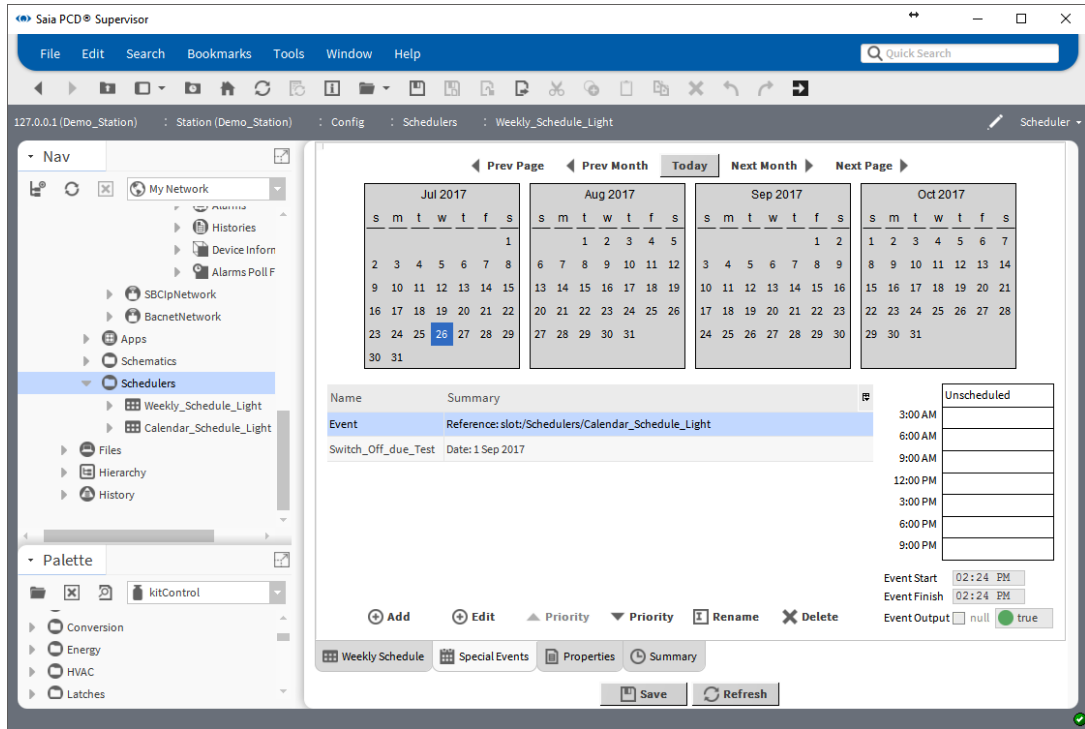 Saia PCD® Supervisor
File Edit Search Bookmarks Tools Window Help
Quick Search
127.0.0.1 (Demo_Station) : Station (Demo_Station) : Config : Schedulers : Weekly_Schedule_Light
Scheduler
Nav
My Network
Alarms
Histories
Device Inform
Alarms Poll F
SBCIpNetwork
BacnetNetwork
Apps
Schematics
Schedulers
Weekly_Schedule_Light
Calendar_Schedule_Light
Files
Hierarchy
History
Palette
kitControl
Conversion
Energy
HVAC
Latches
Prev Page Prev Month Today Next Month Next Page
Jul 2017
s m t w t f s
1
2 3 4 5 6 7 8
9 10 11 12 13 14 15
16 17 18 19 20 21 22
23 24 25 26 27 28 29
30 31
Aug 2017
s m t w t f s
1 2 3 4 5
6 7 8 9 10 11 12
13 14 15 16 17 18 19
20 21 22 23 24 25 26
27 28 29 30 31
Sep 2017
s m t w t f s
1 2
3 4 5 6 7 8 9
10 11 12 13 14 15 16
17 18 19 20 21 22 23
24 25 26 27 28 29 30
Oct 2017
s m t w t f s
1 2 3 4 5 6 7
8 9 10 11 12 13 14
15 16 17 18 19 20 21
22 23 24 25 26 27 28
29 30 31
Name Summary
Event Reference: slot:/Schedulers/Calendar_Schedule_Light
Switch_Off_due_Test Date: 1 Sep 2017
Unscheduled
3:00 AM
6:00 AM
9:00 AM
12:00 PM
3:00 PM
6:00 PM
9:00 PM
Event Start 02:24 PM
Event Finish 02:24 PM
Event Output null true
Add Edit Priority Priority Rename Delete
Weekly Schedule Special Events Properties Summary
Save Refresh